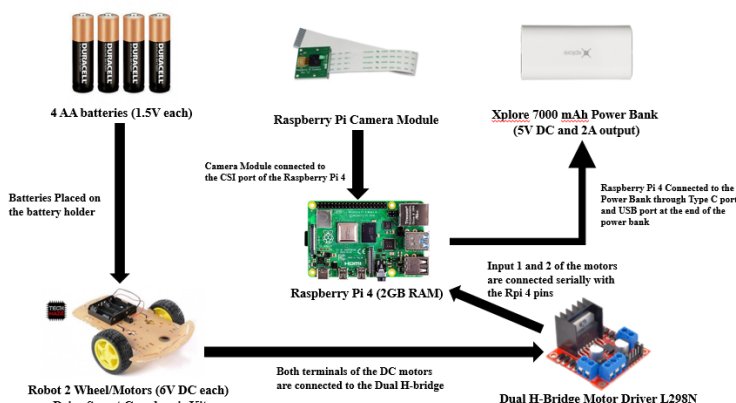 DURACELL DURACELL DURACELL DURACELL
4 AA batteries (1.5V each)
Raspberry Pi Camera Module
Xplore 7000 mAh Power Bank
(5V DC and 2A output)
Camera Module connected to
the CSI port of the Raspberry Pi 4
Batteries Placed on
the battery holder
Raspberry Pi 4 Connected to the
Power Bank through Type C port
and USB port at the end of the
power bank
Raspberry Pi 4 (2GB RAM)
Input 1 and 2 of the motors
are connected serially with
the Rpi 4 pins
TECH
Both terminals of the DC motors
are connected to the Dual H-bridge
Robot 2 Wheel/Motors (6V DC each)
Dual H-Bridge Motor Driver L298N